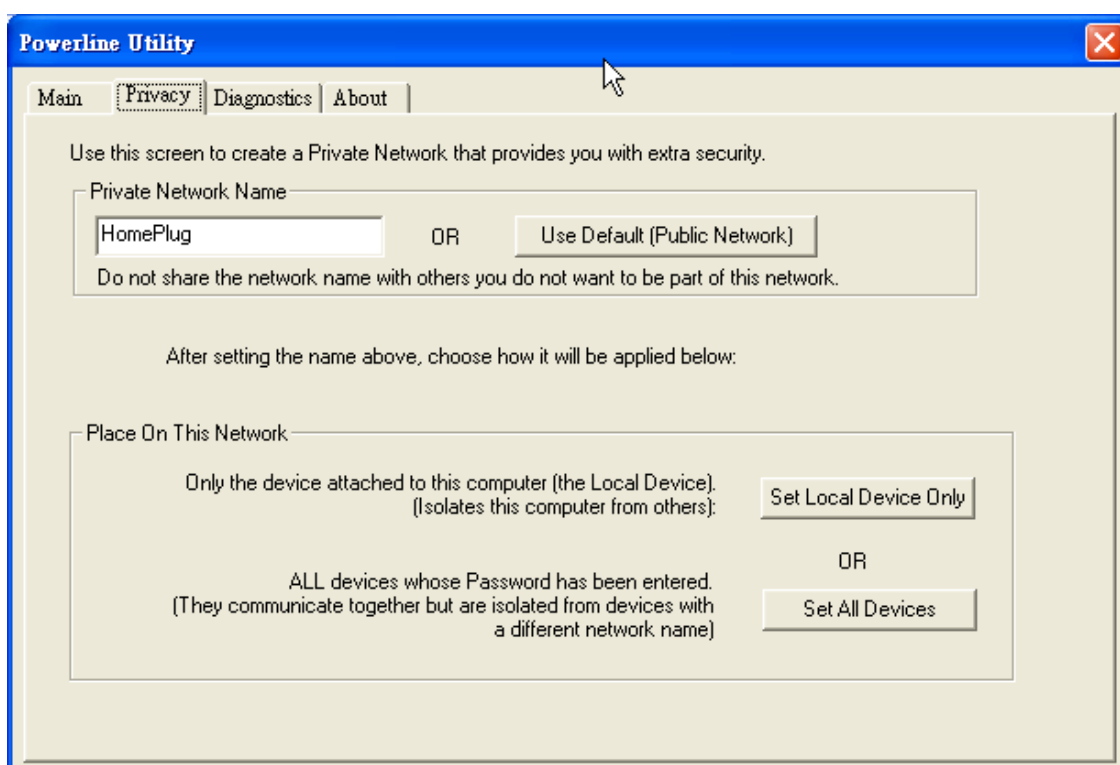 Powerline Utility
Main Privacy Diagnostics About
Use this screen to create a Private Network that provides you with extra security.
Private Network Name
HomePlug OR Use Default (Public Network)
Do not share the network name with others you do not want to be part of this network.
After setting the name above, choose how it will be applied below:
Place On This Network
Only the device attached to this computer (the Local Device).
(Isolates this computer from others): Set Local Device Only
OR
ALL devices whose Password has been entered.
(They communicate together but are isolated from devices with Set All Devices
a different network name)